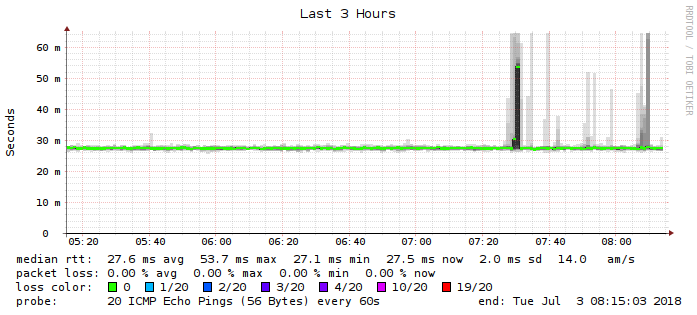 Last 3 Hours
RRDTOOL / TOBI OETIKER
Seconds
60 m
50 m
40 m
30 m
20 m
10 m
0
05:20 05:40 06:00 06:20 06:40 07:00 07:20 07:40 08:00
median rtt: 27.6 ms avg 53.7 ms max 27.1 ms min 27.5 ms now 2.0 ms sd 14.0 am/s
packet loss: 0.00 % avg 0.00 % max 0.00 % min 0.00 % now
loss color: 0 1/20 2/20 3/20 4/20 10/20 19/20
probe: 20 ICMP Echo Pings (56 Bytes) every 60s end: Tue Jul 3 08:15:03 2018